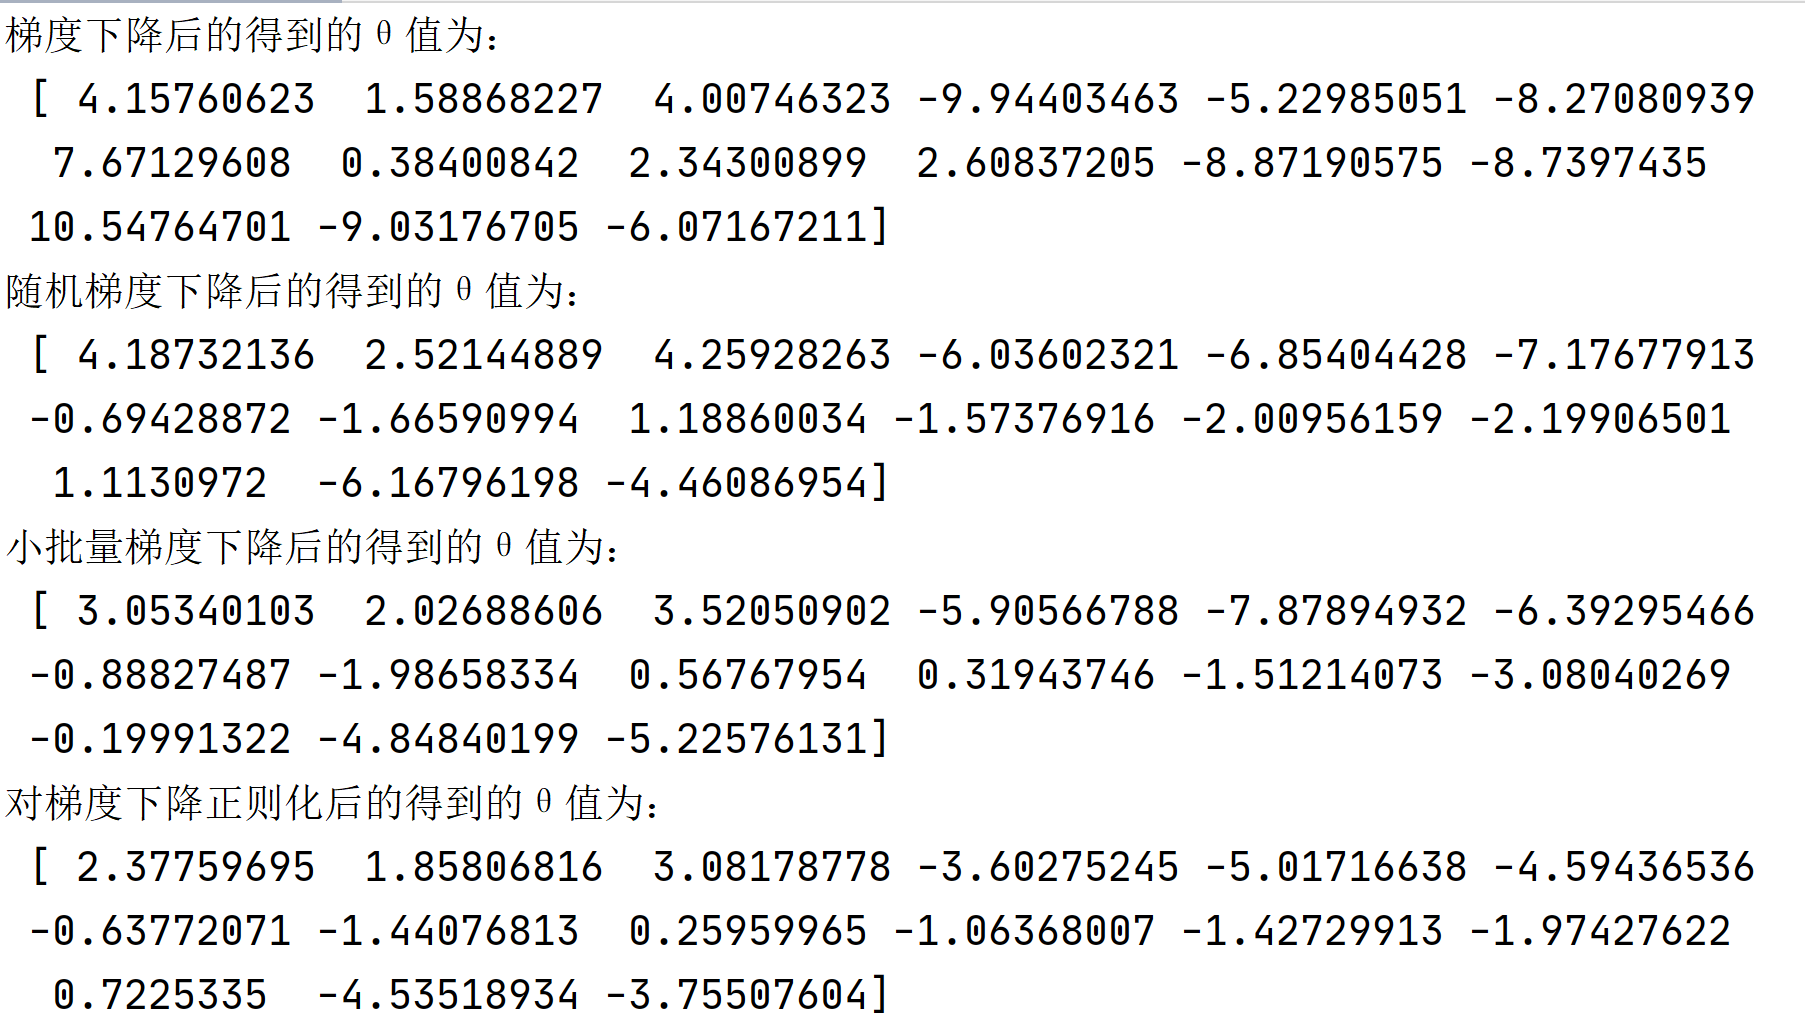 梯度下降后的得到的θ值为：
[ 4.15760623  1.58868227  4.00746323 -9.94403463 -5.22985051 -8.27080939
7.67129608  0.38400842  2.34300899  2.60837205 -8.87190575 -8.7397435
10.54764701 -9.03176705 -6.07167211]
随机梯度下降后的得到的θ值为：
[ 4.18732136  2.52144889  4.25928263 -6.03602321 -6.85404428 -7.17677913
-0.69428872 -1.66590994  1.18860034 -1.57376916 -2.00956159 -2.19906501
1.1130972  -6.16796198 -4.46086954]
小批量梯度下降后的得到的θ值为：
[ 3.05340103  2.02688606  3.52050902 -5.90566788 -7.87894932 -6.39295466
-0.88827487 -1.98658334  0.56767954  0.31943746 -1.51214073 -3.08040269
-0.19991322 -4.84840199 -5.22576131]
对梯度下降正则化后的得到的θ值为：
[ 2.37759695  1.85806816  3.08178778 -3.60275245 -5.01716638 -4.59436536
-0.63772071 -1.44076813  0.25959965 -1.06368007 -1.42729913 -1.97427622
0.7225335  -4.53518934 -3.75507604]